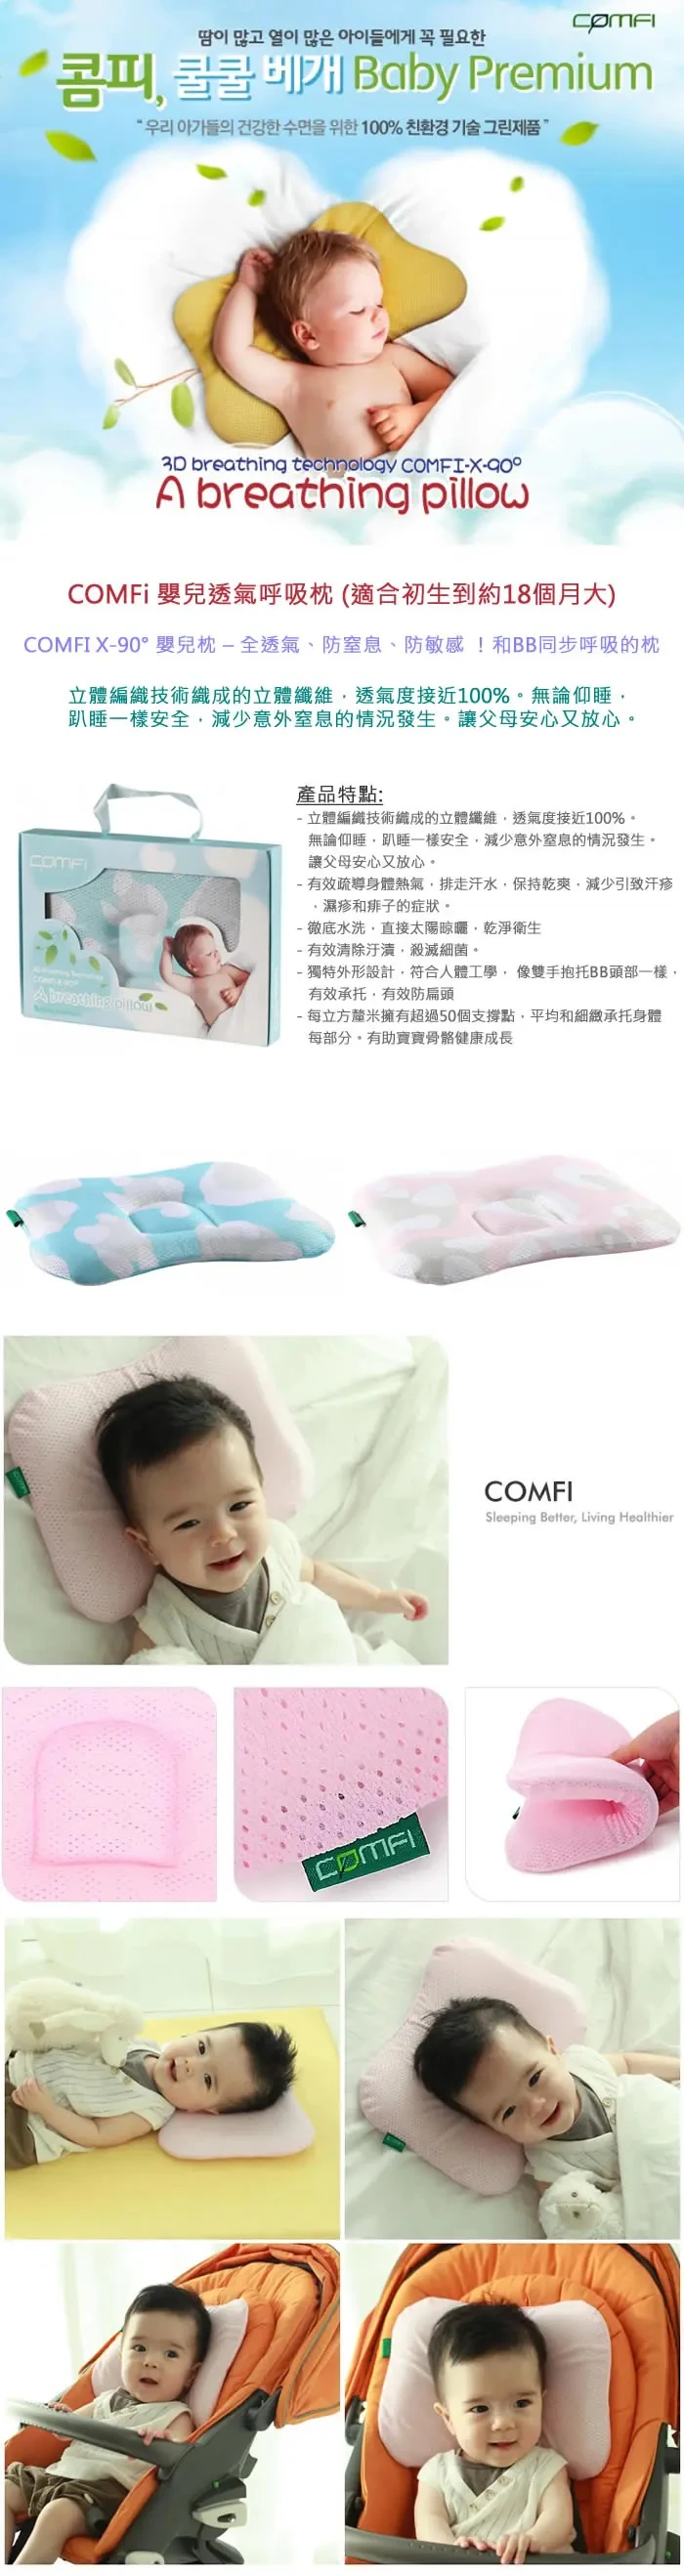 COMFI
땀이 많고 열이 많은 아이들에게 꼭 필요한
콤피, 쿨쿨 베개 Baby Premium
“우리 아가들의 건강한 수면을 위한 100% 친환경 기술 그린제품”
3D breathing technology COMFI-X-90°
A breathing pillow
COMFi 嬰兒透氣呼吸枕 (適合初生到約18個月大)
COMFI X-90° 嬰兒枕 – 全透氣、防窒息、防敏感 ！和BB同步呼吸的枕
立體編織技術織成的立體纖維，透氣度接近100%。無論仰睡，
趴睡一樣安全，減少意外窒息的情況發生。讓父母安心又放心。
產品特點:
- 立體編織技術織成的立體纖維，透氣度接近100%。
無論仰睡，趴睡一樣安全，減少意外窒息的情況發生。
讓父母安心又放心。
- 有效疏導身體熱氣，排走汗水，保持乾爽，減少引致汗疹
，濕疹和痱子的症狀。
- 徹底水洗，直接太陽晾曬，乾淨衛生
- 有效清除汙漬，殺滅細菌。
- 獨特外形設計，符合人體工學， 像雙手抱托BB頭部一樣，
有效承托，有效防扁頭
- 每立方釐米擁有超過50個支撐點，平均和細緻承托身體
每部分。有助寶寶骨骼健康成長
COMFI
3D Breathing Technology
COMFI-X-90°
A breathing pillow
COMFI
Sleeping Better, Living Healthier
COMFI
COMFI
COMFI